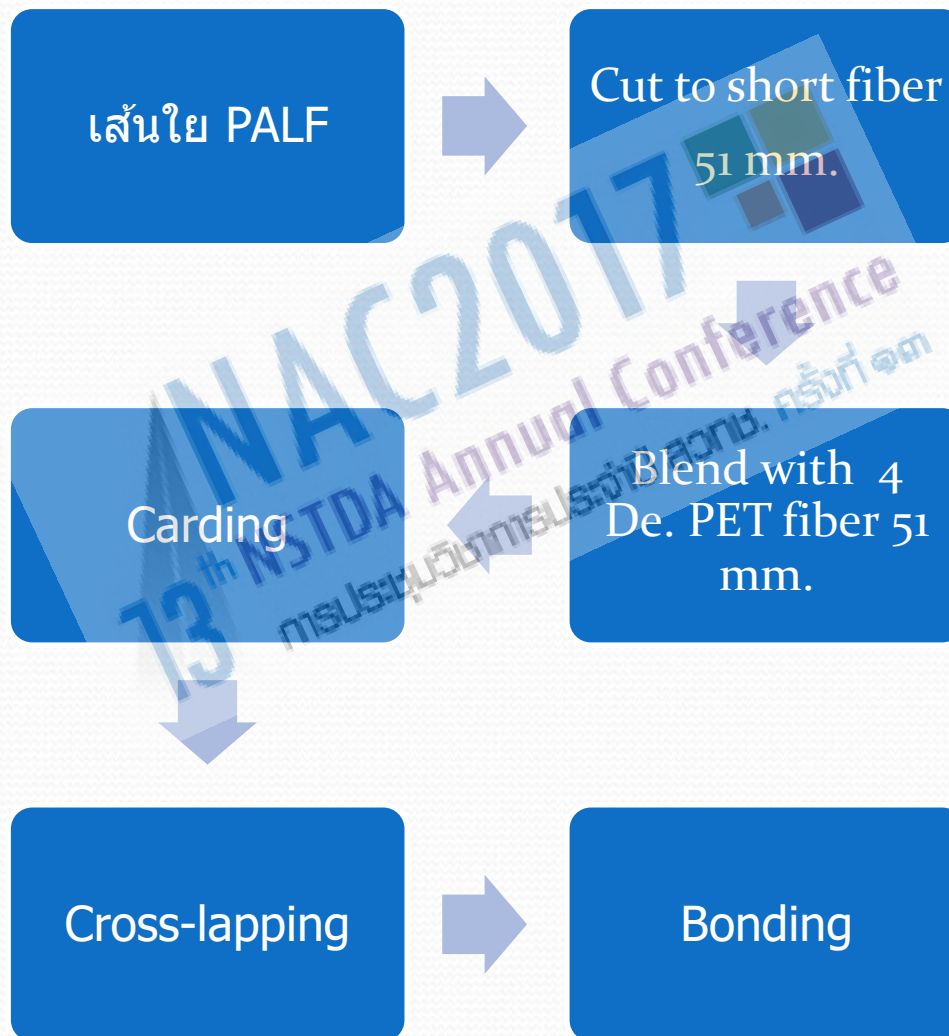 เส้นใย PALF
Cut to short fiber
51 mm.
Blend with 4
De. PET fiber 51
mm.
Carding
Cross-lapping
Bonding
NAC2017
13th NSTDA Annual Conference
การประชุมวิชาการประจำปี สวทช. ครั้งที่ ๑๓